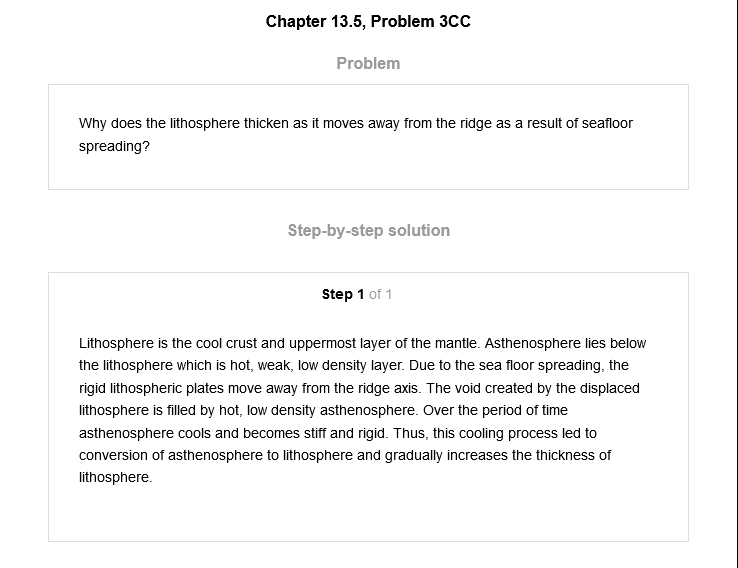 Chapter 13.5, Problem 3CC
Problem
Why does the lithosphere thicken as it moves away from the ridge as a result of seafloor
spreading?
Step-by-step solution
Step 1 of 1
Lithosphere is the cool crust and uppermost layer of the mantle. Asthenosphere lies below
the lithosphere which is hot, weak, low density layer. Due to the sea floor spreading, the
rigid lithospheric plates move away from the ridge axis. The void created by the displaced
lithosphere is filled by hot, low density asthenosphere. Over the period of time
asthenosphere cools and becomes stiff and rigid. Thus, this cooling process led to
conversion of asthenosphere to lithosphere and gradually increases the thickness of
lithosphere.